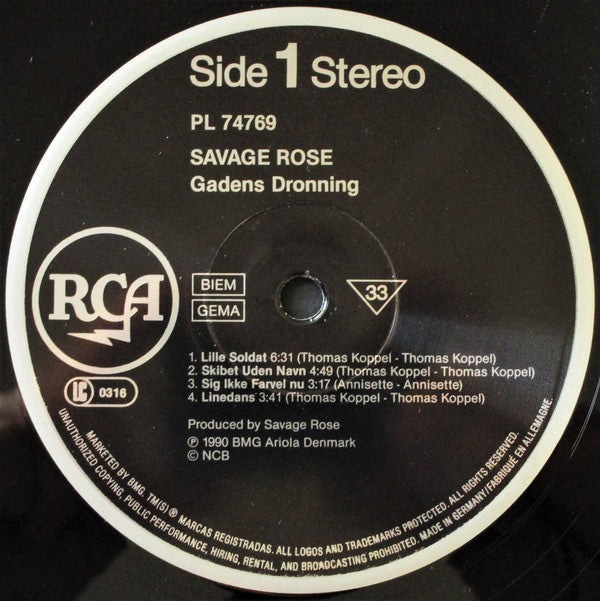 Side 1 Stereo
PL 74769
SAVAGE ROSE
Gadens Dronning
RCA
BIEM
GEMA
33
LC 0316
1. Lille Soldat 6:31 (Thomas Koppel - Thomas Koppel)
2. Skibet Uden Navn 4:49 (Thomas Koppel - Thomas Koppel)
3. Sig Ikke Farvel nu 3:17 (Annisette - Annisette)
4. Linedans 3:41 (Thomas Koppel - Thomas Koppel)
Produced by Savage Rose
℗ 1990 BMG Ariola Denmark
© NCB
MARKETED BY BMG. TM(S) ® MARCAS REGISTRADAS. ALL LOGOS AND TRADEMARKS PROTECTED. ALL RIGHTS RESERVED.
UNAUTHORIZED COPYING, PUBLIC PERFORMANCE, HIRING, RENTAL, AND BROADCASTING PROHIBITED. MADE IN GERMANY/FABRIQUÉ EN ALLEMAGNE.